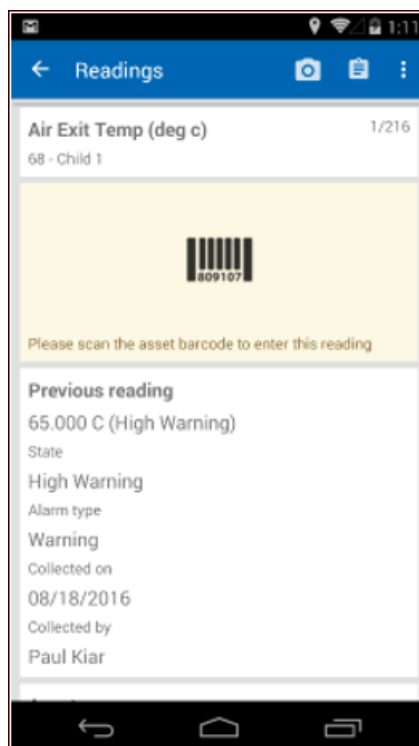 1:11
Readings
Air Exit Temp (deg c)
1/216
68 - Child 1
809107
Please scan the asset barcode to enter this reading
Previous reading
65.000 C (High Warning)
State
High Warning
Alarm type
Warning
Collected on
08/18/2016
Collected by
Paul Kiar